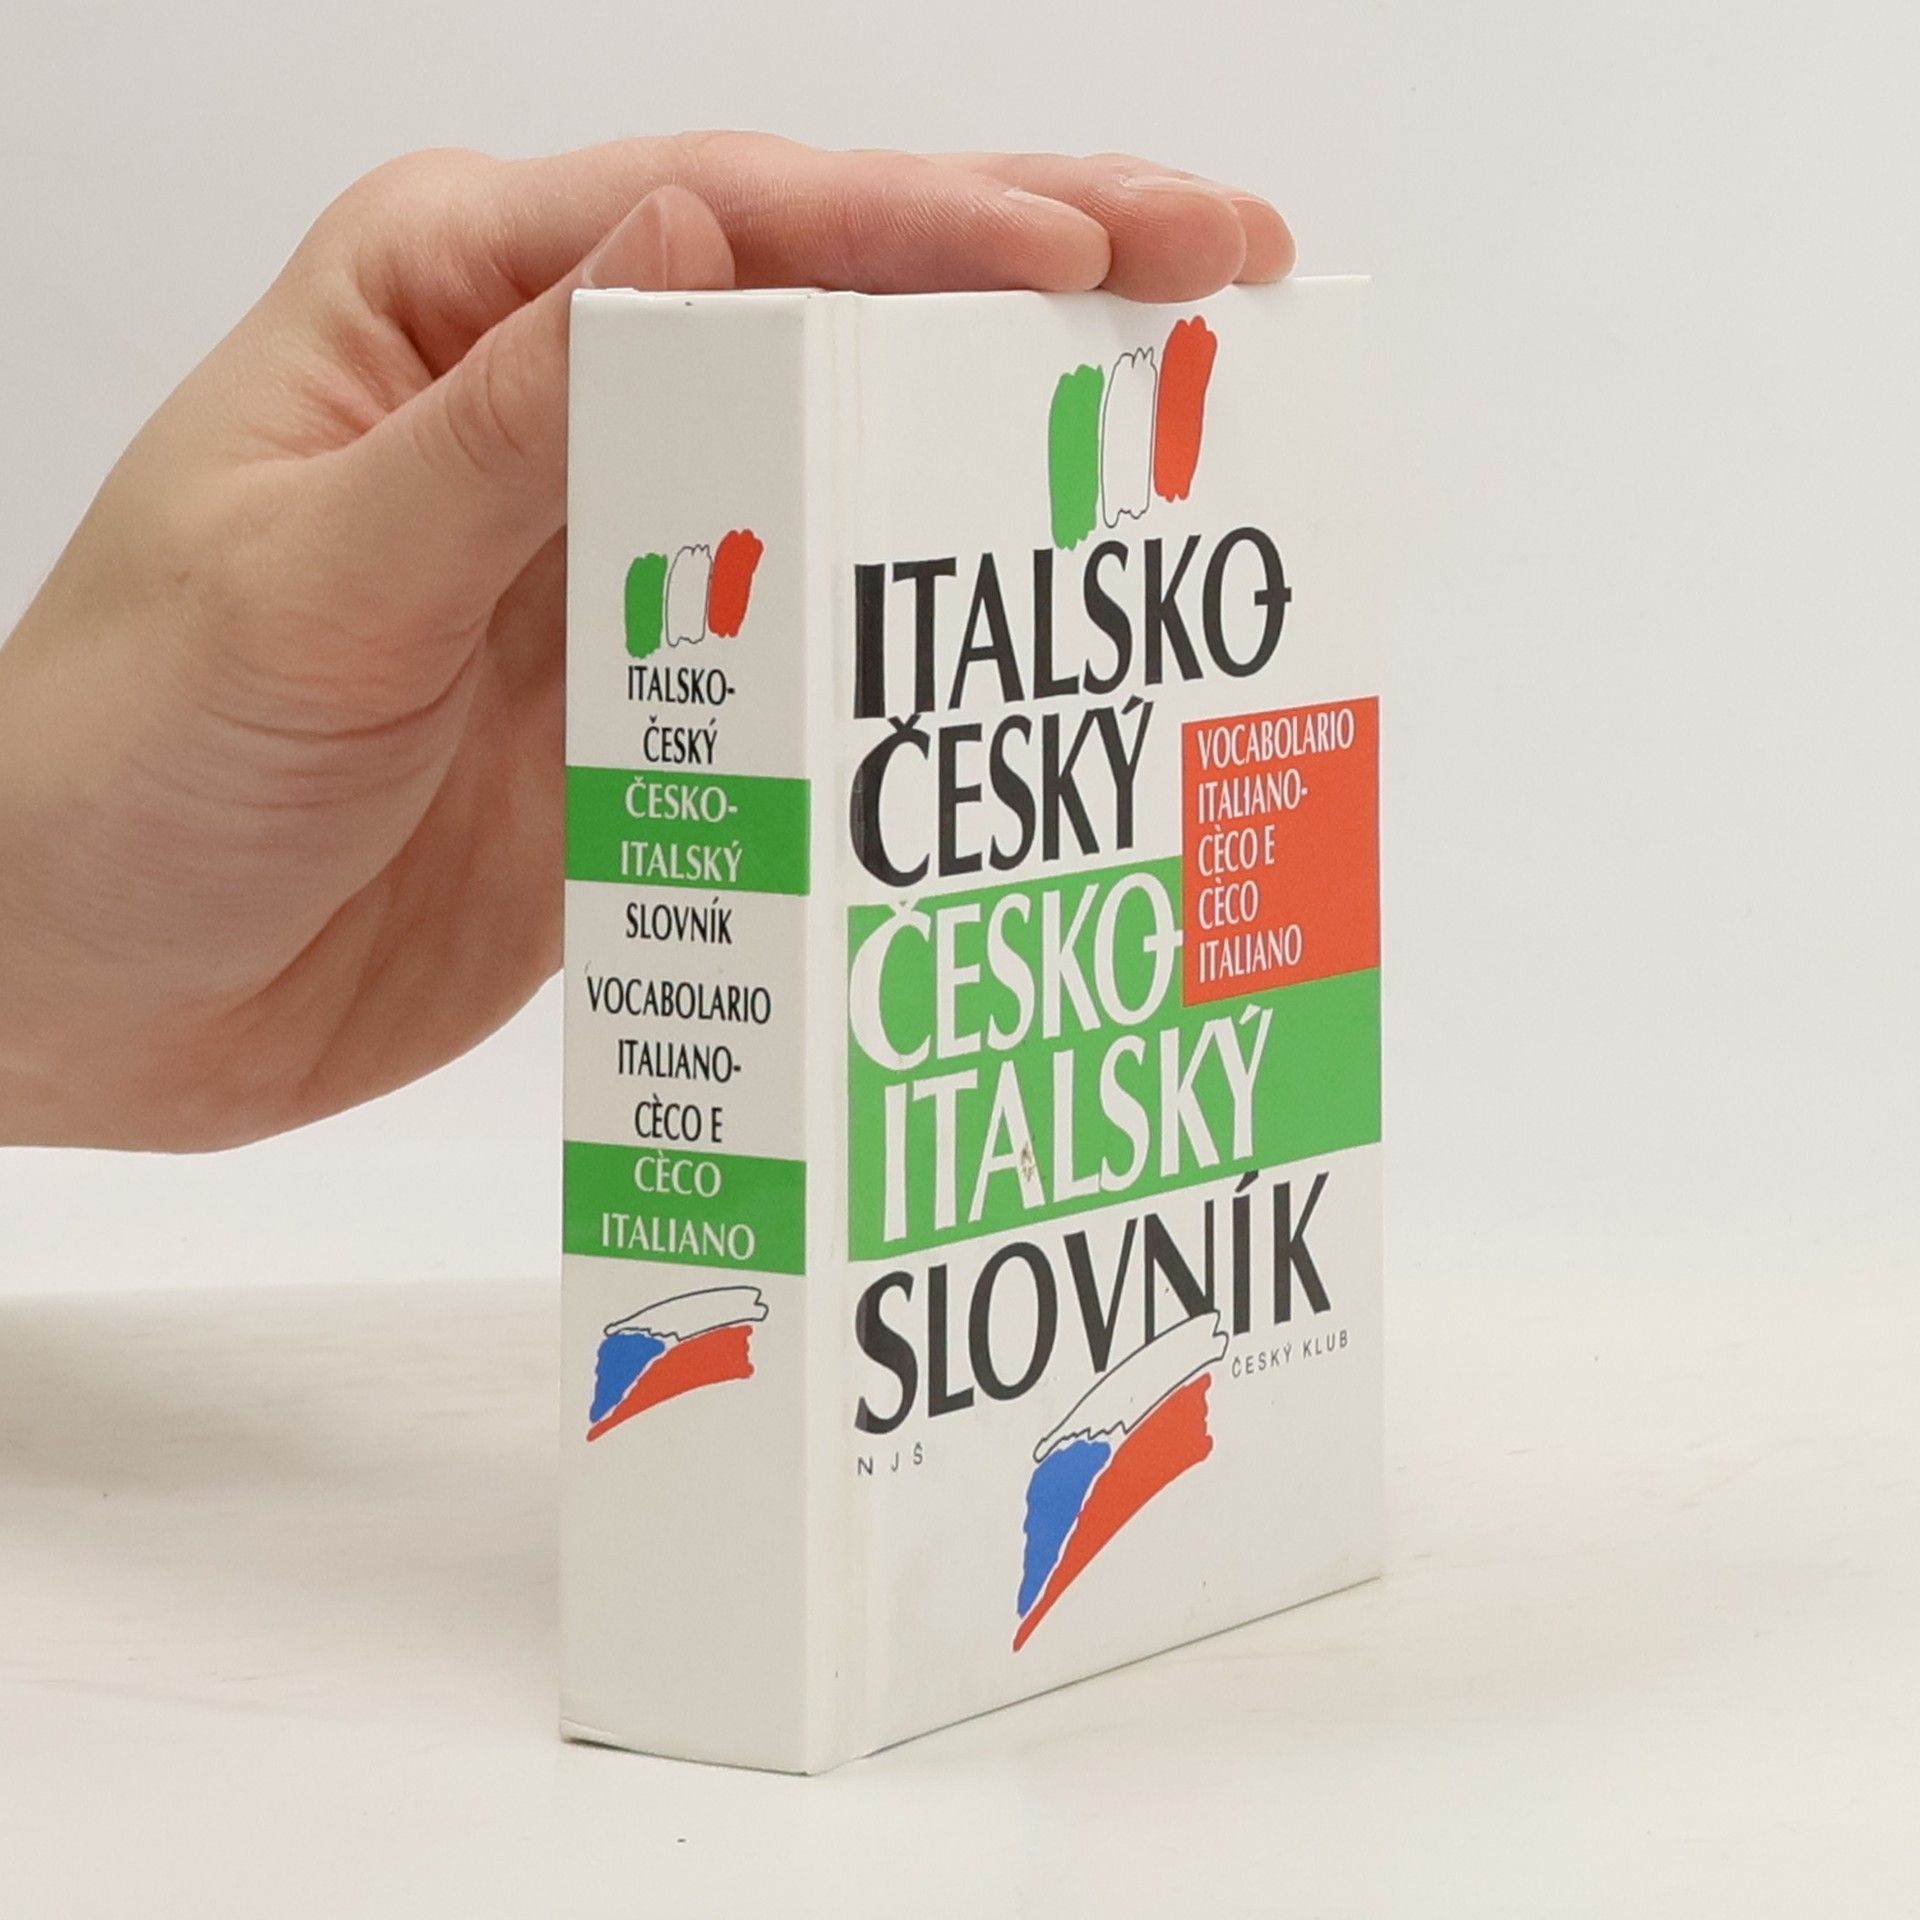 ITALSKO-
ČESKÝ
ČESKO-
ITALSKÝ
SLOVNÍK
VOCABOLARIO
ITALIANO-
CÈCO E
CÈCO
ITALIANO
ITALSKO-
ČESKÝ
VOCABOLARIO
ITALIANO-
CÈCO E
CÈCO
ITALIANO
ČESKO-
ITALSKÝ
SLOVNÍK
ČESKÝ KLUB
NJŠ